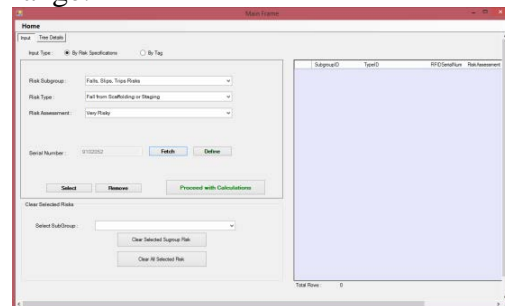 Main Frame
Home
Input Tree Details
Input Type : By Risk Specifications By Tag
SubgroupID TypeID RFIDSerialNum Risk Assessment
Risk Subgroup : Falls, Slips, Trips Risks
Risk Type : Fall from Scaffolding or Staging
Risk Assessment : Very Risky
Serial Number : Fetch Define
Select Remove Proceed with Calculations
Clear Selected Risks
Select SubGroup :
Clear Selected Sugroup Risk
Clear All Selected Risk
Total Rows : 0